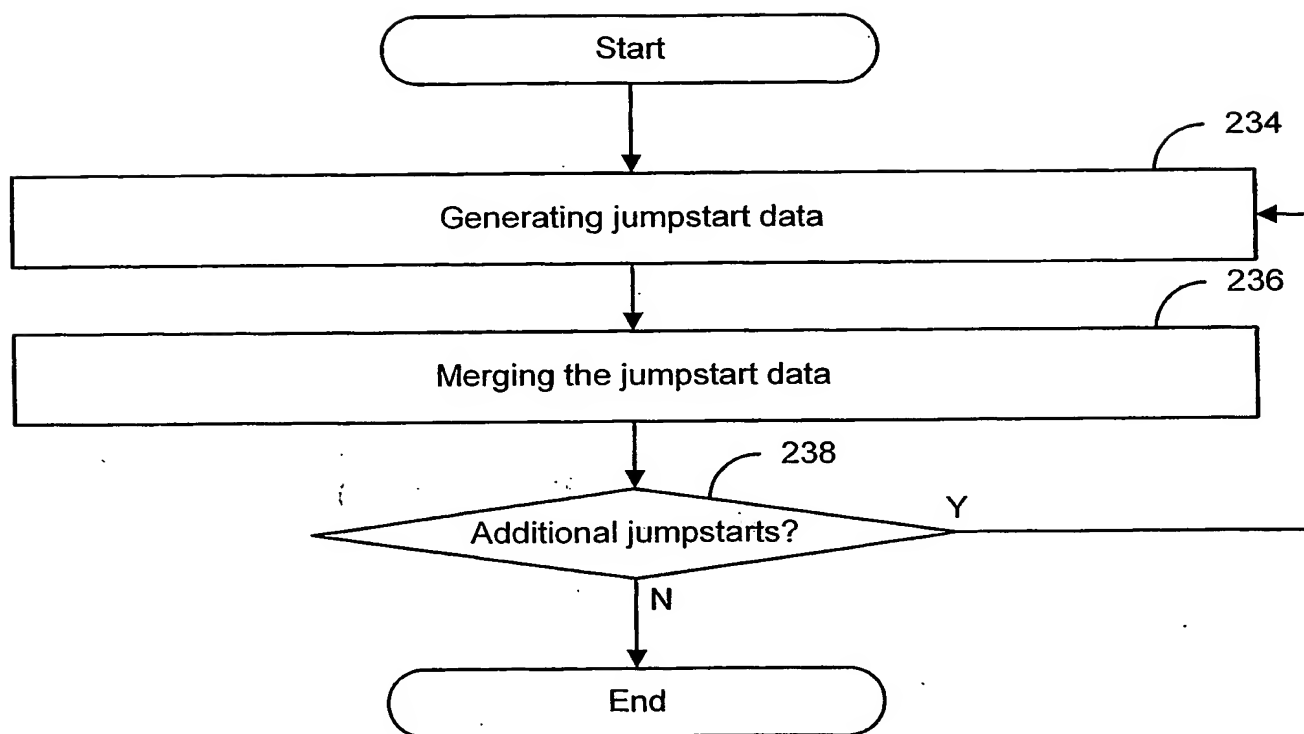 Start
234
Generating jumpstart data
236
Merging the jumpstart data
238
Additional jumpstarts?
Y
N
End